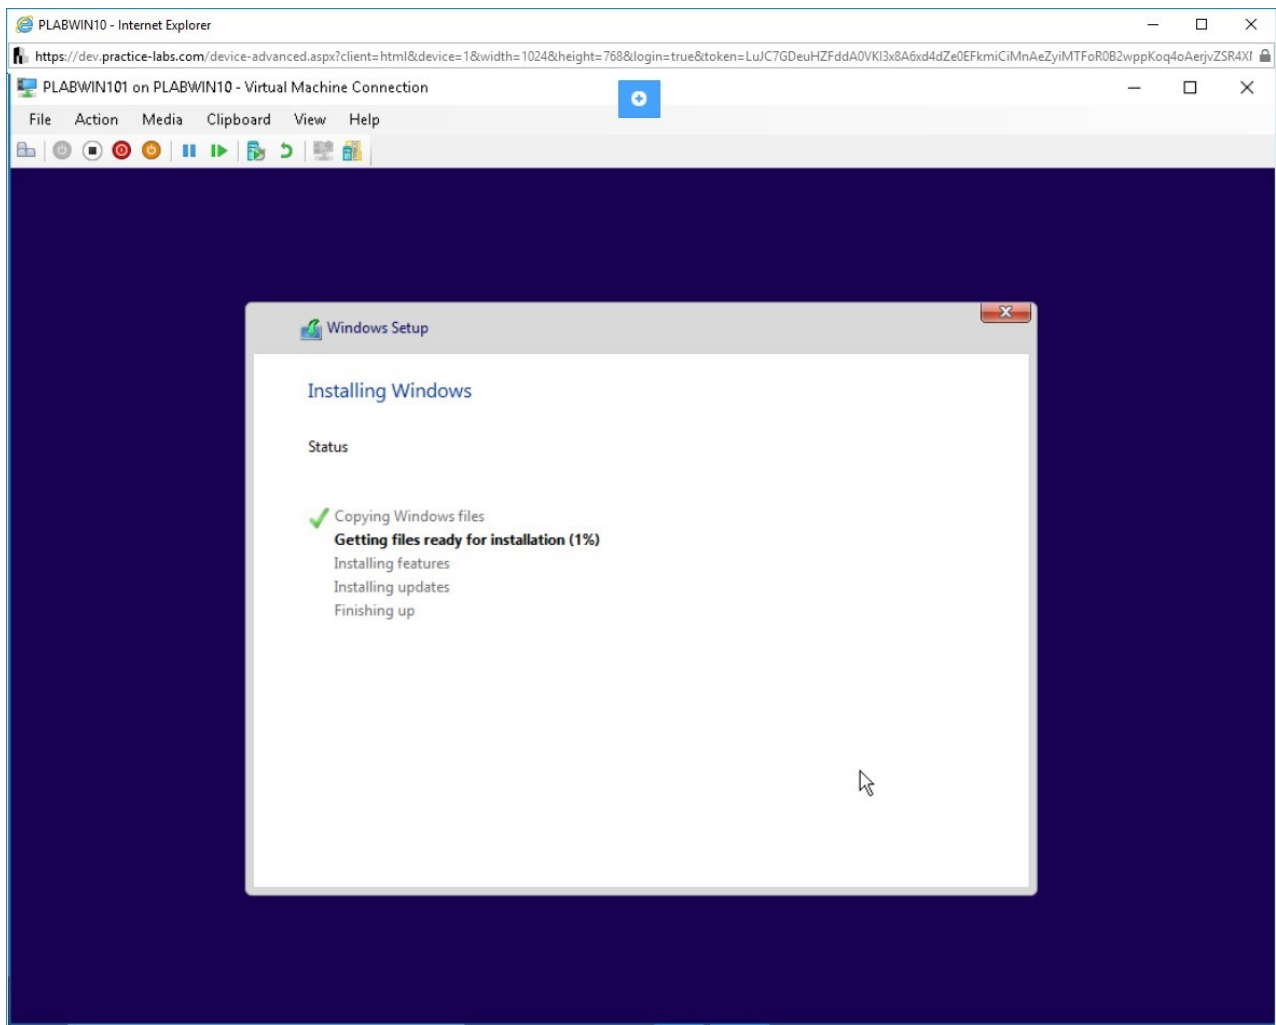 PLABWIN10 - Internet Explorer
https://dev.practice-labs.com/device-advanced.aspx?client=html&device=1&width=1024&height=768&login=true&token=LuJC7GDeuHZFddA0VKI3x8A6xd4dZe0EFkmiCiMnAeZyiMTFoR0B2wppKoq4oAerjvZSR4XI
PLABWIN101 on PLABWIN10 - Virtual Machine Connection
File Action Media Clipboard View Help
Windows Setup
Installing Windows
Status
Copying Windows files
Getting files ready for installation (1%)
Installing features
Installing updates
Finishing up